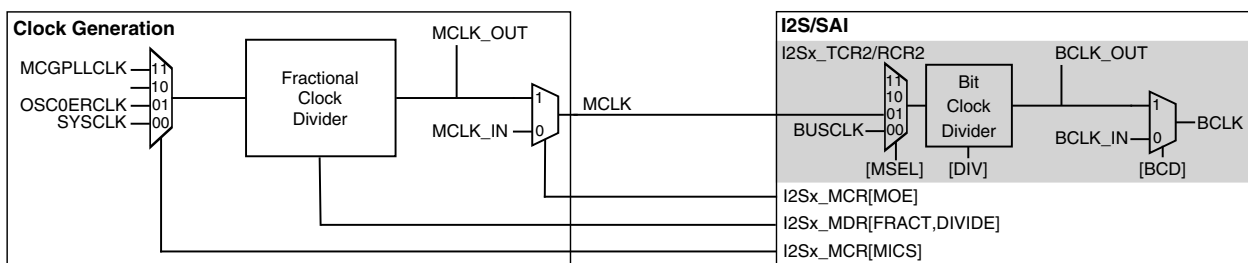 Clock Generation
MCGPLLCLK
11
10
OSC0ERCLK
01
SYSCLK
00
Fractional
Clock
Divider
MCLK_OUT
1
MCLK_IN
0
MCLK
I2S/SAI
I2Sx_TCR2/RCR2
11
10
01
BUSCLK
00
[MSEL]
Bit
Clock
Divider
[DIV]
BCLK_OUT
1
BCLK_IN
0
BCLK
[BCD]
I2Sx_MCR[MOE]
I2Sx_MDR[FRACT,DIVIDE]
I2Sx_MCR[MICS]